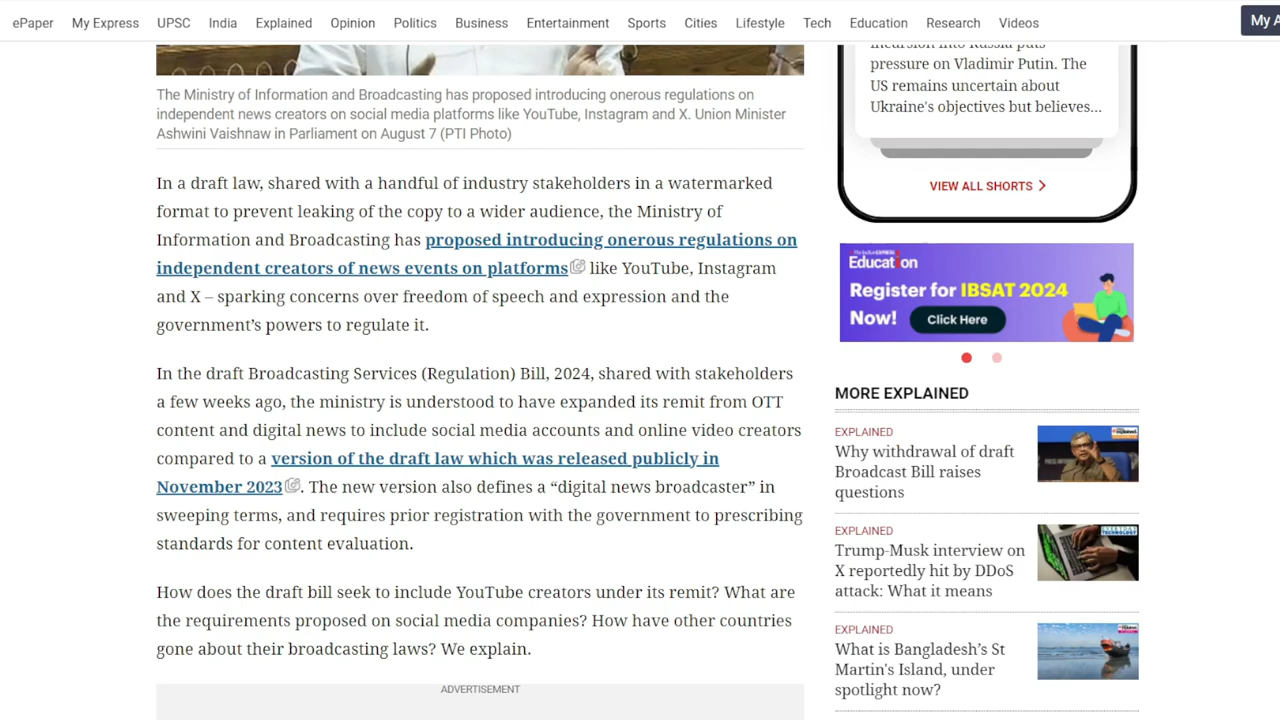 ePaper My Express UPSC India Explained Opinion Politics Business Entertainment Sports Cities Lifestyle Tech Education Research Videos My
The Ministry of Information and Broadcasting has proposed introducing onerous regulations on
independent news creators on social media platforms like YouTube, Instagram and X. Union Minister
Ashwini Vaishnaw in Parliament on August 7 (PTI Photo)
In a draft law, shared with a handful of industry stakeholders in a watermarked
format to prevent leaking of the copy to a wider audience, the Ministry of
Information and Broadcasting has proposed introducing onerous regulations on
independent creators of news events on platforms like YouTube, Instagram
and X – sparking concerns over freedom of speech and expression and the
government’s powers to regulate it.
In the draft Broadcasting Services (Regulation) Bill, 2024, shared with stakeholders
a few weeks ago, the ministry is understood to have expanded its remit from OTT
content and digital news to include social media accounts and online video creators
compared to a version of the draft law which was released publicly in
November 2023. The new version also defines a “digital news broadcaster” in
sweeping terms, and requires prior registration with the government to prescribing
standards for content evaluation.
How does the draft bill seek to include YouTube creators under its remit? What are
the requirements proposed on social media companies? How have other countries
gone about their broadcasting laws? We explain.
ADVERTISEMENT
incursion into Russia puts
pressure on Vladimir Putin. The
US remains uncertain about
Ukraine's objectives but believes...
VIEW ALL SHORTS
Education
Register for IBSAT 2024
Now! Click Here
MORE EXPLAINED
EXPLAINED
Why withdrawal of draft
Broadcast Bill raises
questions
EXPLAINED
Trump-Musk interview on
X reportedly hit by DDoS
attack: What it means
EXPLAINED
What is Bangladesh’s St
Martin's Island, under
spotlight now?